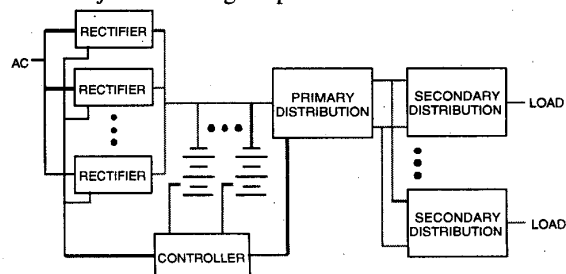 RECTIFIER
AC
RECTIFIER
RECTIFIER
PRIMARY
DISTRIBUTION
SECONDARY
DISTRIBUTION
LOAD
SECONDARY
DISTRIBUTION
LOAD
CONTROLLER